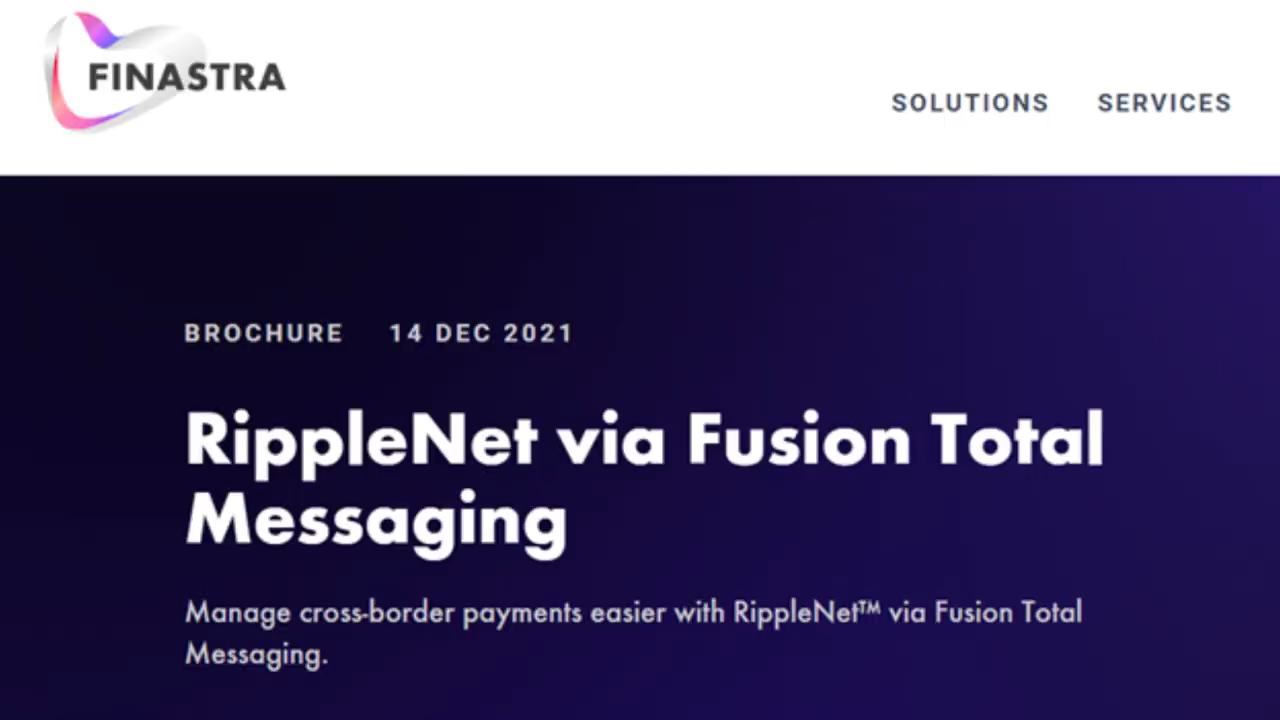 FINASTRA
SOLUTIONS SERVICES
BROCHURE 14 DEC 2021
RippleNet via Fusion Total
Messaging
Manage cross-border payments easier with RippleNet™ via Fusion Total
Messaging.